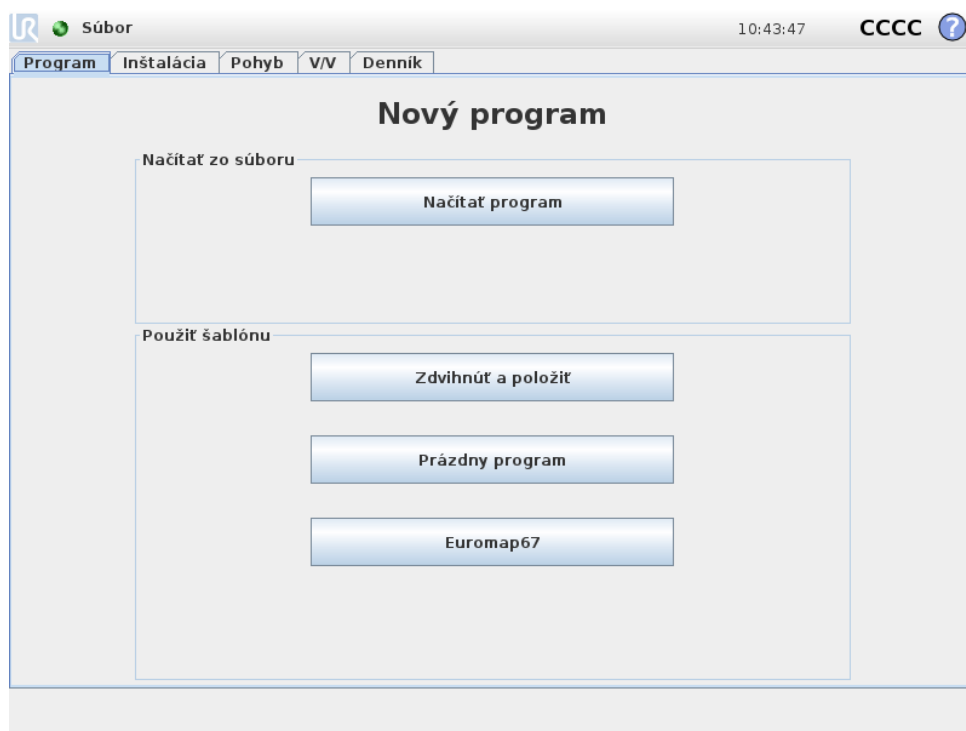 UR Súbor 10:43:47 CCCC ?
Program Inštalácia Pohyb V/V Denník
Nový program
Načítať zo súboru
Načítať program
Použiť šablónu
Zdvihnúť a položiť
Prázdny program
Euromap67